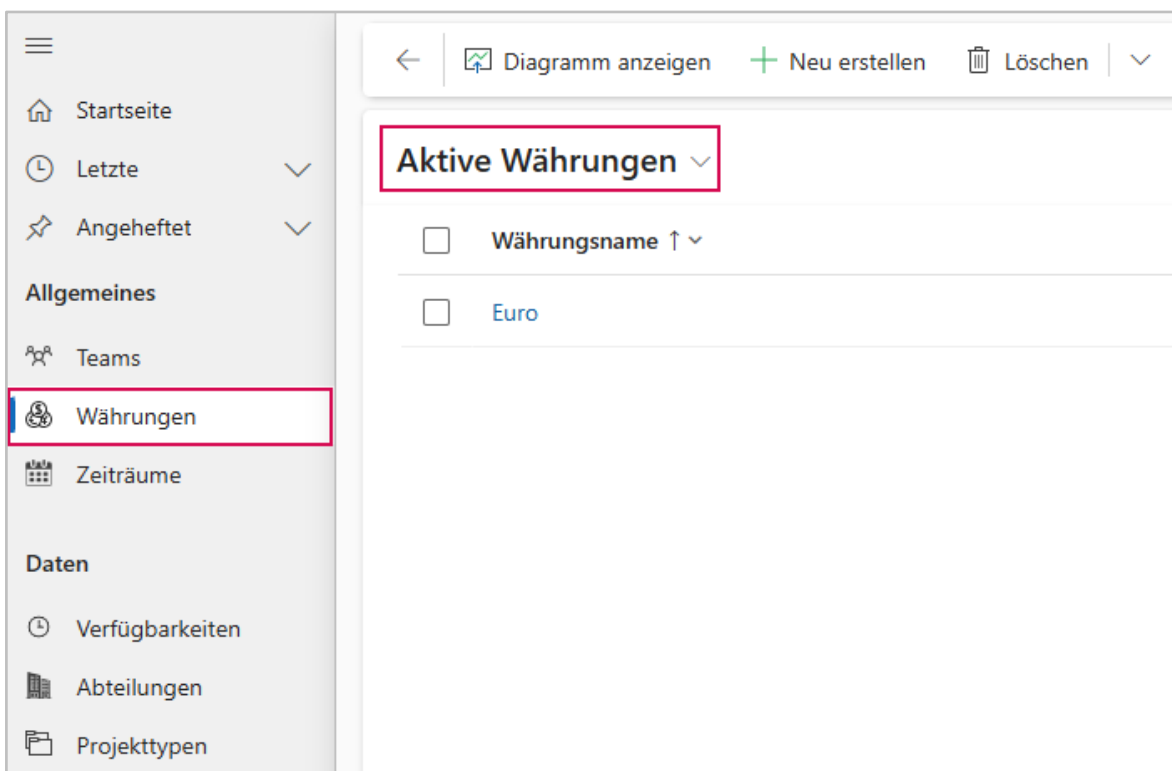 Startseite
Letzte
Angeheftet
Allgemeines
Teams
Währungen
Zeiträume
Daten
Verfügbarkeiten
Abteilungen
Projekttypen
Diagramm anzeigen Neu erstellen Löschen
Aktive Währungen
Währungsname ↑
Euro